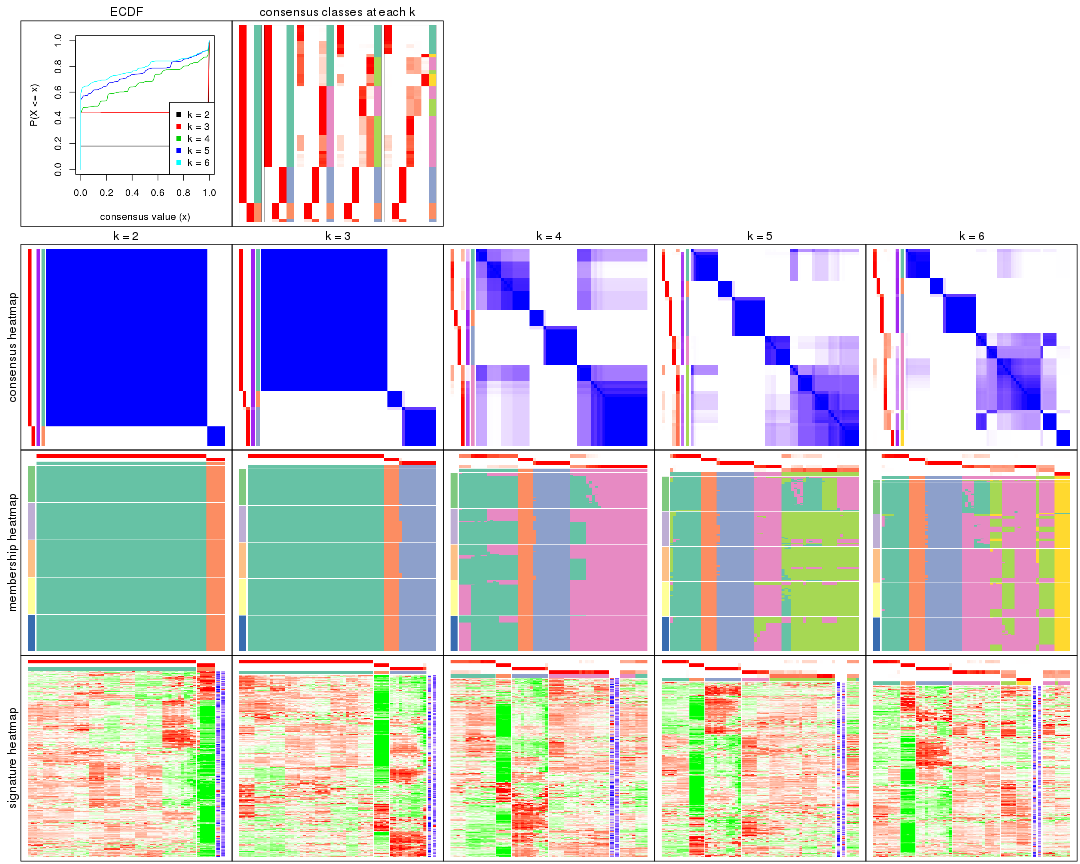 ECDF
consensus classes at each k
P(X <= x)
0.0 0.2 0.4 0.6 0.8 1.0
k = 2
k = 3
k = 4
k = 5
k = 6
0.0 0.2 0.4 0.6 0.8 1.0
consensus value (x)
k = 2
k = 3
k = 4
k = 5
k = 6
consensus heatmap
membership heatmap
signature heatmap